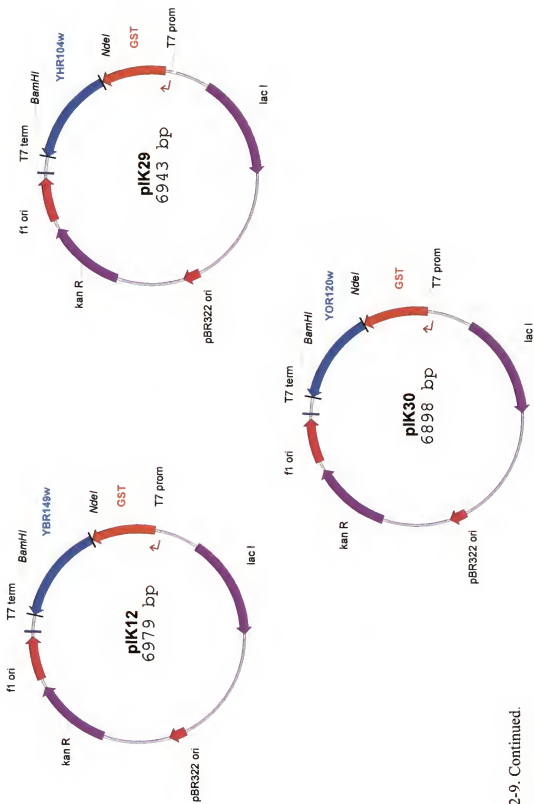 T7 term
BamHI
YBR149w
NdeI
GST
T7 prom
lac I
pBR322 ori
kan R
f1 ori
pIK12
6979 bp
T7 term
BamHI
YHR104w
NdeI
GST
T7 prom
lac I
pBR322 ori
kan R
f1 ori
pIK29
6943 bp
T7 term
BamHI
YOR120w
NdeI
GST
T7 prom
lac I
pBR322 ori
kan R
f1 ori
pIK30
6898 bp
2-9. Continued.